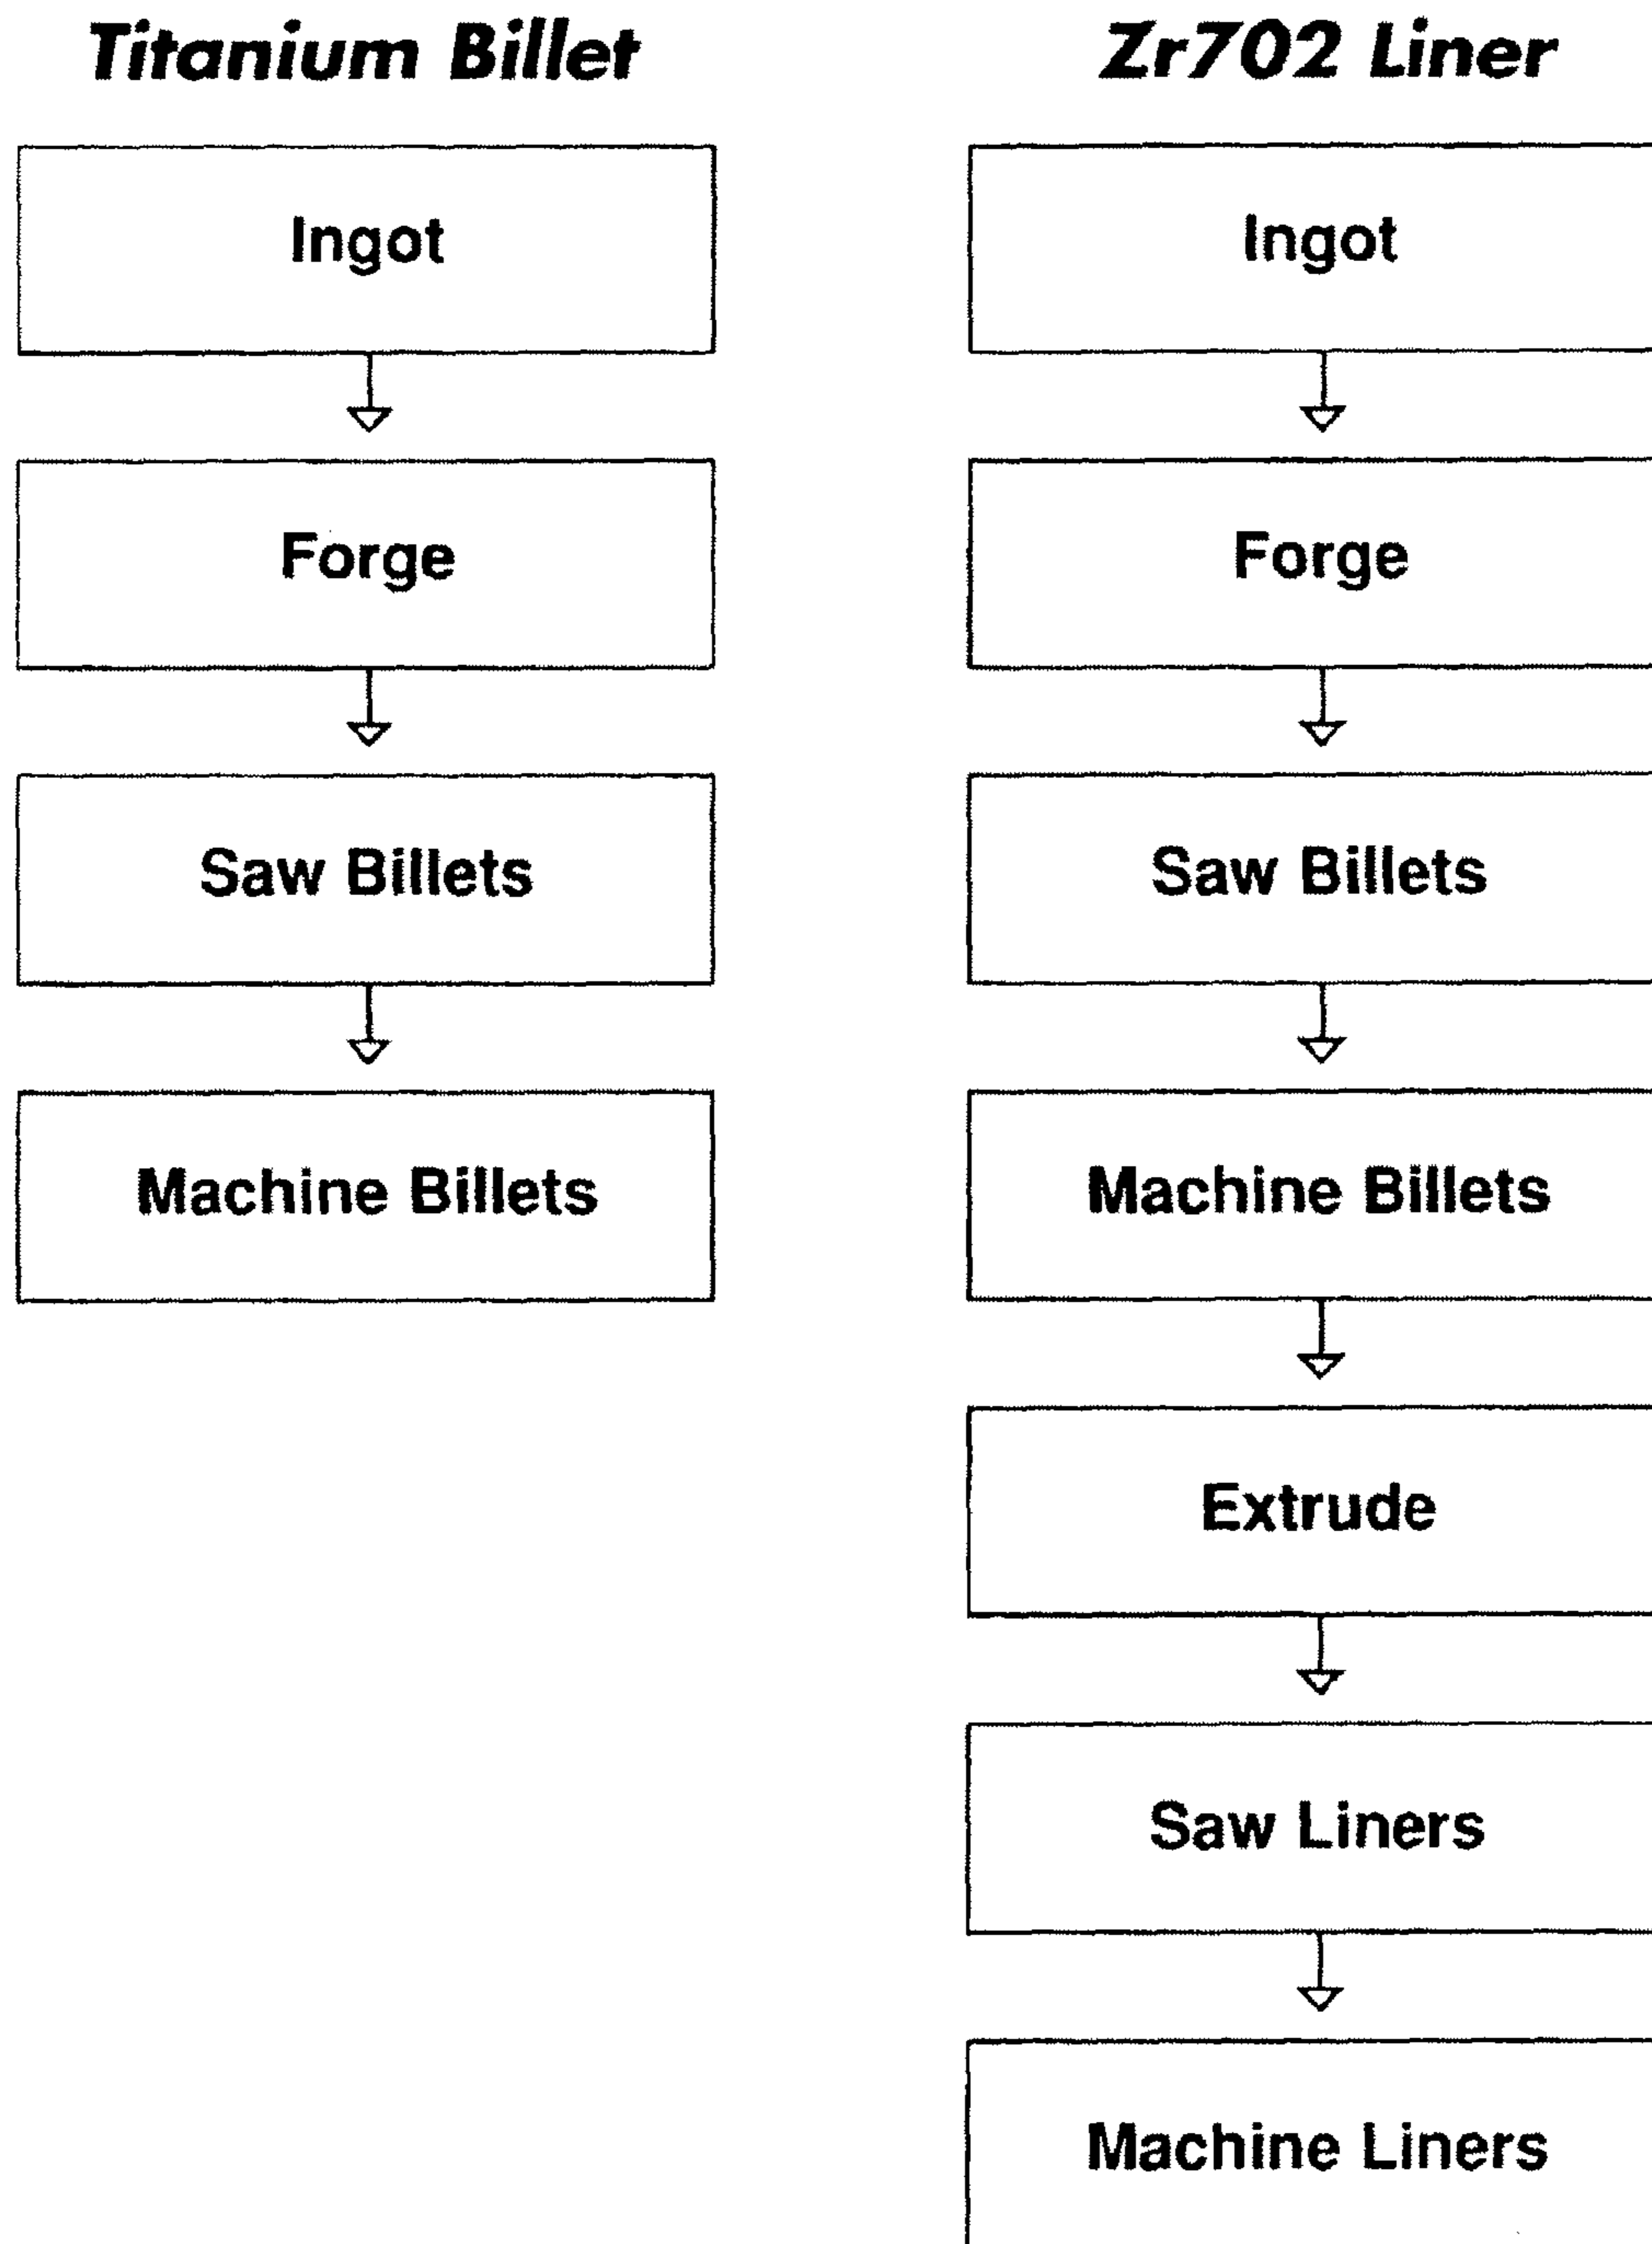 Titanium Billet
Ingot
Forge
Saw Billets
Machine Billets
Zr702 Liner
Ingot
Forge
Saw Billets
Machine Billets
Extrude
Saw Liners
Machine Liners